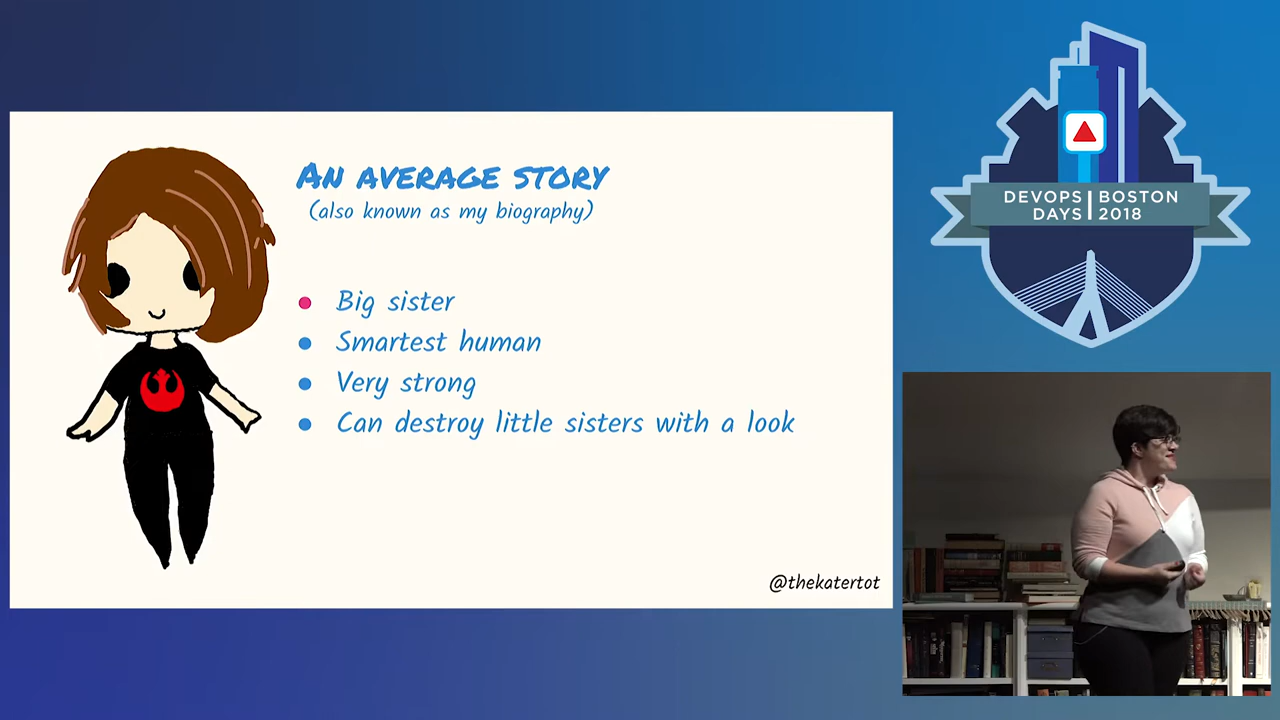 An average story
(also known as my biography)
Big sister
Smartest human
Very strong
Can destroy little sisters with a look
@thekatertot
DEVOPS BOSTON
DAYS 2018